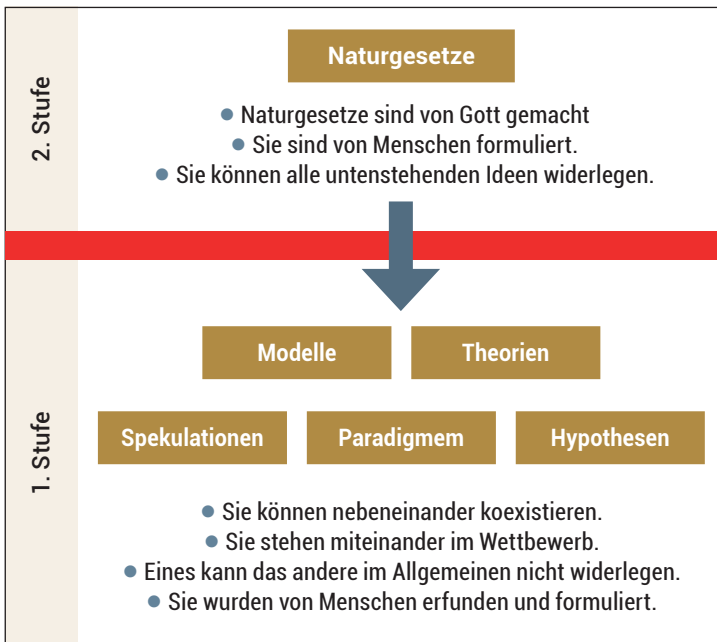 2. Stufe
Naturgesetze
• Naturgesetze sind von Gott gemacht
• Sie sind von Menschen formuliert.
• Sie können alle untenstehenden Ideen widerlegen.
1. Stufe
Modelle
Theorien
Spekulationen
Paradigmem
Hypothesen
• Sie können nebeneinander koexistieren.
• Sie stehen miteinander im Wettbewerb.
• Eines kann das andere im Allgemeinen nicht widerlegen.
• Sie wurden von Menschen erfunden und formuliert.